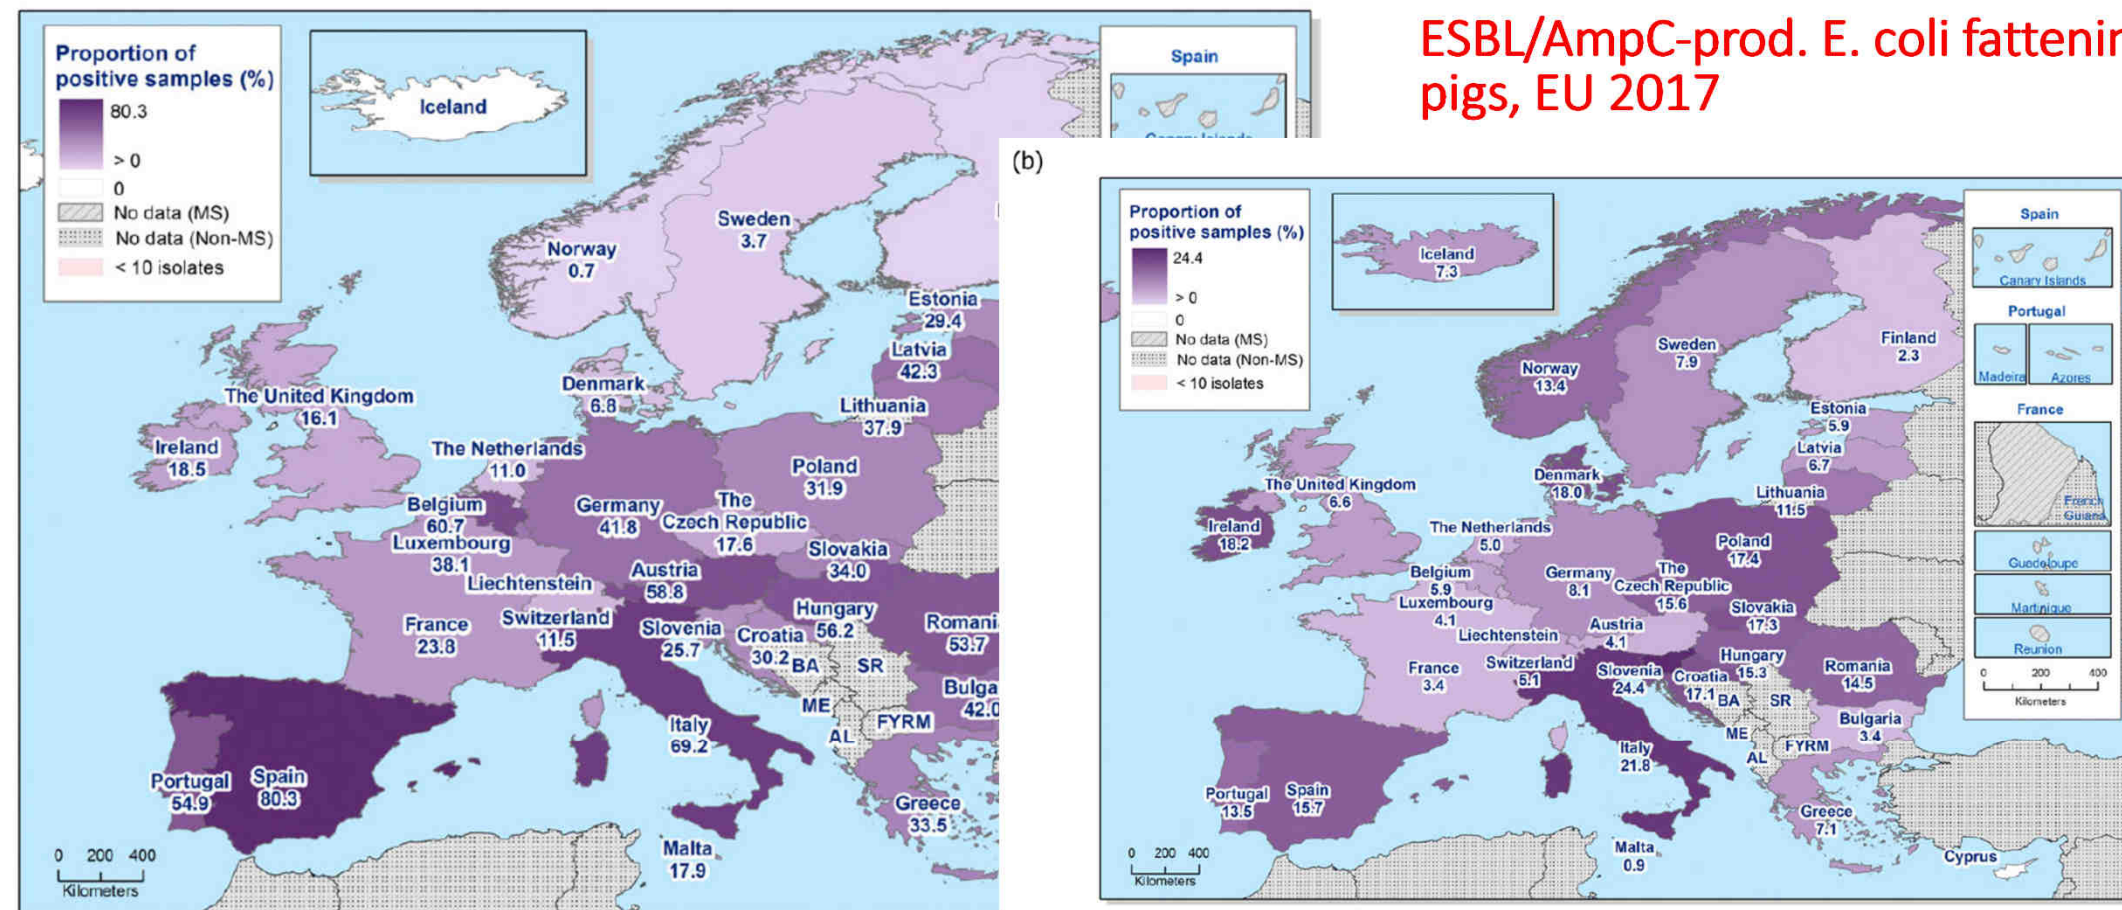 ESBL/AmpC-prod. E. coli fattenin
pigs, EU 2017
Proportion of
positive samples (%)
80.3
> 0
0
No data (MS)
No data (Non-MS)
< 10 isolates
Iceland
Spain
Norway
0.7
Sweden
3.7
Estonia
29.4
Latvia
42.3
Lithuania
37.9
Denmark
6.8
The United Kingdom
16.1
Ireland
18.5
The Netherlands
11.0
Belgium
60.7
Luxembourg
38.1
Germany
41.8
Poland
31.9
The
Czech Republic
17.6
Slovakia
34.0
Austria
58.8
Liechtenstein
Switzerland
11.5
France
23.8
Hungary
56.2
Slovenia
25.7
Croatia
30.2
Romani
53.7
Bulga
42.0
BA
SR
ME
AL
FYRM
Italy
69.2
Portugal
54.9
Spain
80.3
Greece
33.5
Malta
17.9
0 200 400
Kilometers
(b)
Proportion of
positive samples (%)
24.4
> 0
0
No data (MS)
No data (Non-MS)
< 10 isolates
Iceland
7.3
Norway
13.4
Sweden
7.9
Finland
2.3
Estonia
5.9
Latvia
6.7
Lithuania
11.5
Denmark
18.0
The United Kingdom
6.6
Ireland
18.2
The Netherlands
5.0
Belgium
5.9
Luxembourg
4.1
Germany
8.1
Poland
17.4
The
Czech Republic
15.6
Slovakia
17.3
Austria
4.1
Liechtenstein
Switzerland
5.1
France
3.4
Slovenia
24.4
Croatia
17.1
Hungary
15.3
Romania
14.5
Bulgaria
3.4
BA
SR
ME
AL
FYRM
Italy
21.8
Portugal
13.5
Spain
15.7
Greece
7.1
Malta
0.9
Cyprus
0 200 400
Kilometers
Spain
Canary Islands
Portugal
Madeira
Azores
France
French
Guiana
Guadeloupe
Martinique
Reunion
0 200 400
Kilometers